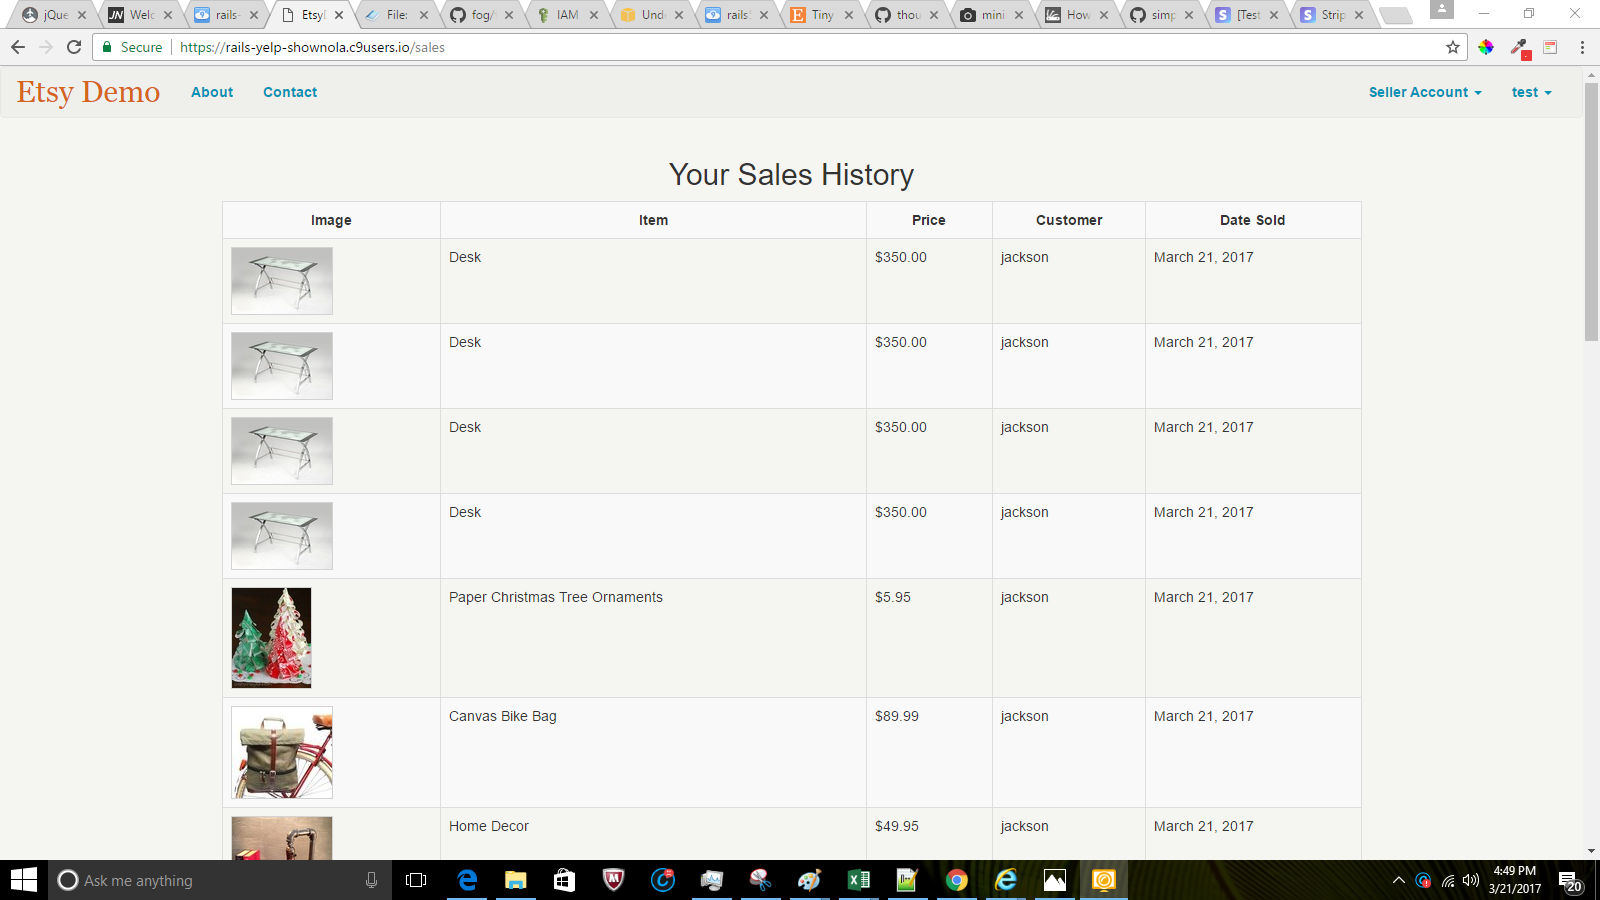 jQue
Welc
rails-
Etsyl
File:
fog/
IAM
Und
rails
Tiny
thou
mini
How
simp
[Test
Strip
Secure https://rails-yelp-shownola.c9users.io/sales
Etsy Demo About Contact Seller Account test
Your Sales History
Image Item Price Customer Date Sold
Desk $350.00 jackson March 21, 2017
Desk $350.00 jackson March 21, 2017
Desk $350.00 jackson March 21, 2017
Desk $350.00 jackson March 21, 2017
Paper Christmas Tree Ornaments $5.95 jackson March 21, 2017
Canvas Bike Bag $89.99 jackson March 21, 2017
Home Decor $49.95 jackson March 21, 2017
Ask me anything
4:49 PM
3/21/2017
20